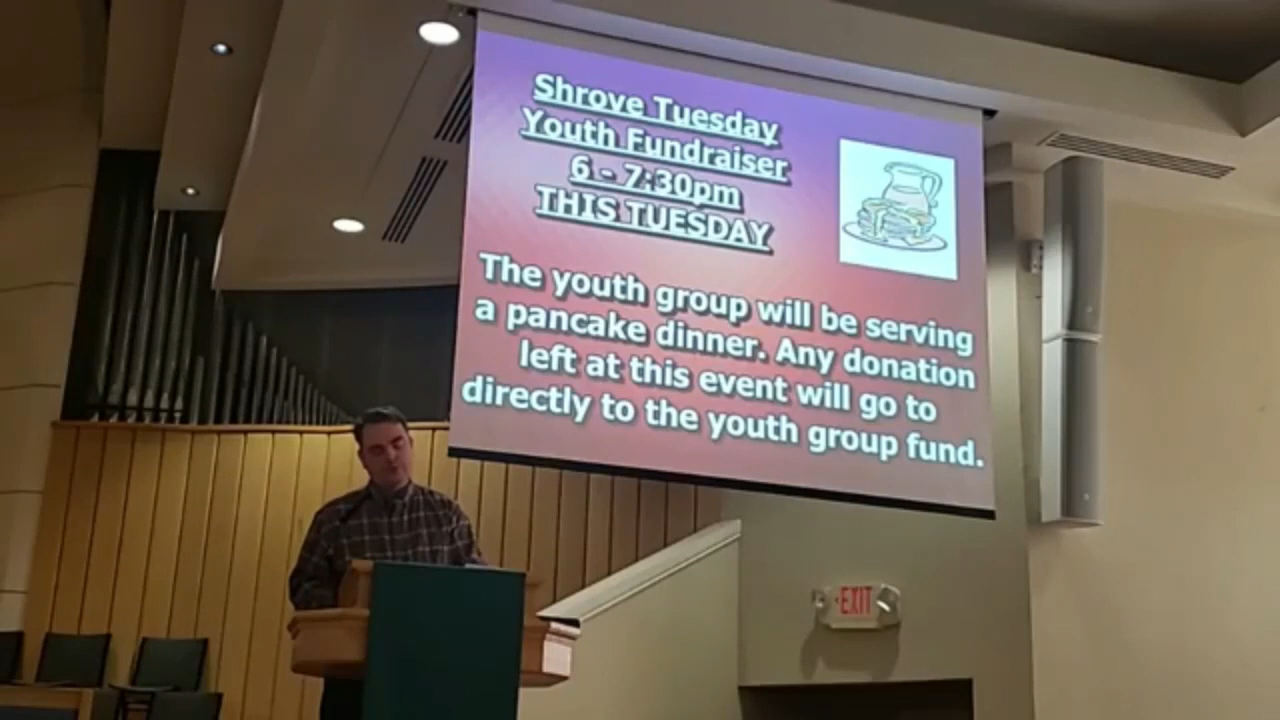 Shrove Tuesday
Youth Fundraiser
6 - 7:30pm
THIS TUESDAY
The youth group will be serving
a pancake dinner. Any donation
left at this event will go to
directly to the youth group fund.
EXIT